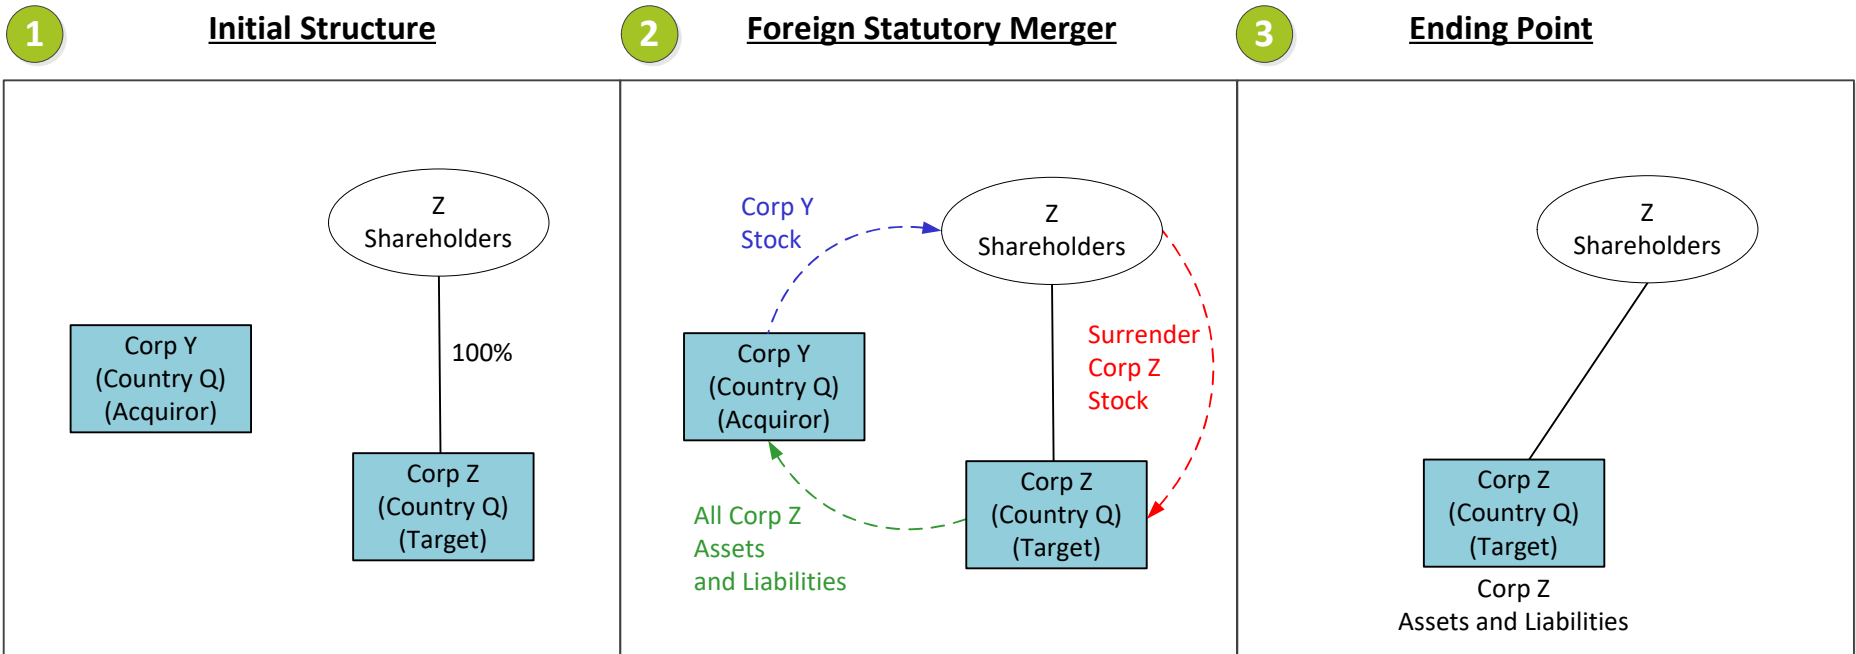 1
Initial Structure
2
Foreign Statutory Merger
3
Ending Point
Z
Shareholders
100%
Corp Y
(Country Q)
(Acquiror)
Corp Z
(Country Q)
(Target)
Corp Y
Stock
Z
Shareholders
Surrender
Corp Z
Stock
Corp Y
(Country Q)
(Acquiror)
Corp Z
(Country Q)
(Target)
All Corp Z
Assets
and Liabilities
Z
Shareholders
Corp Z
(Country Q)
(Target)
Corp Z
Assets and Liabilities